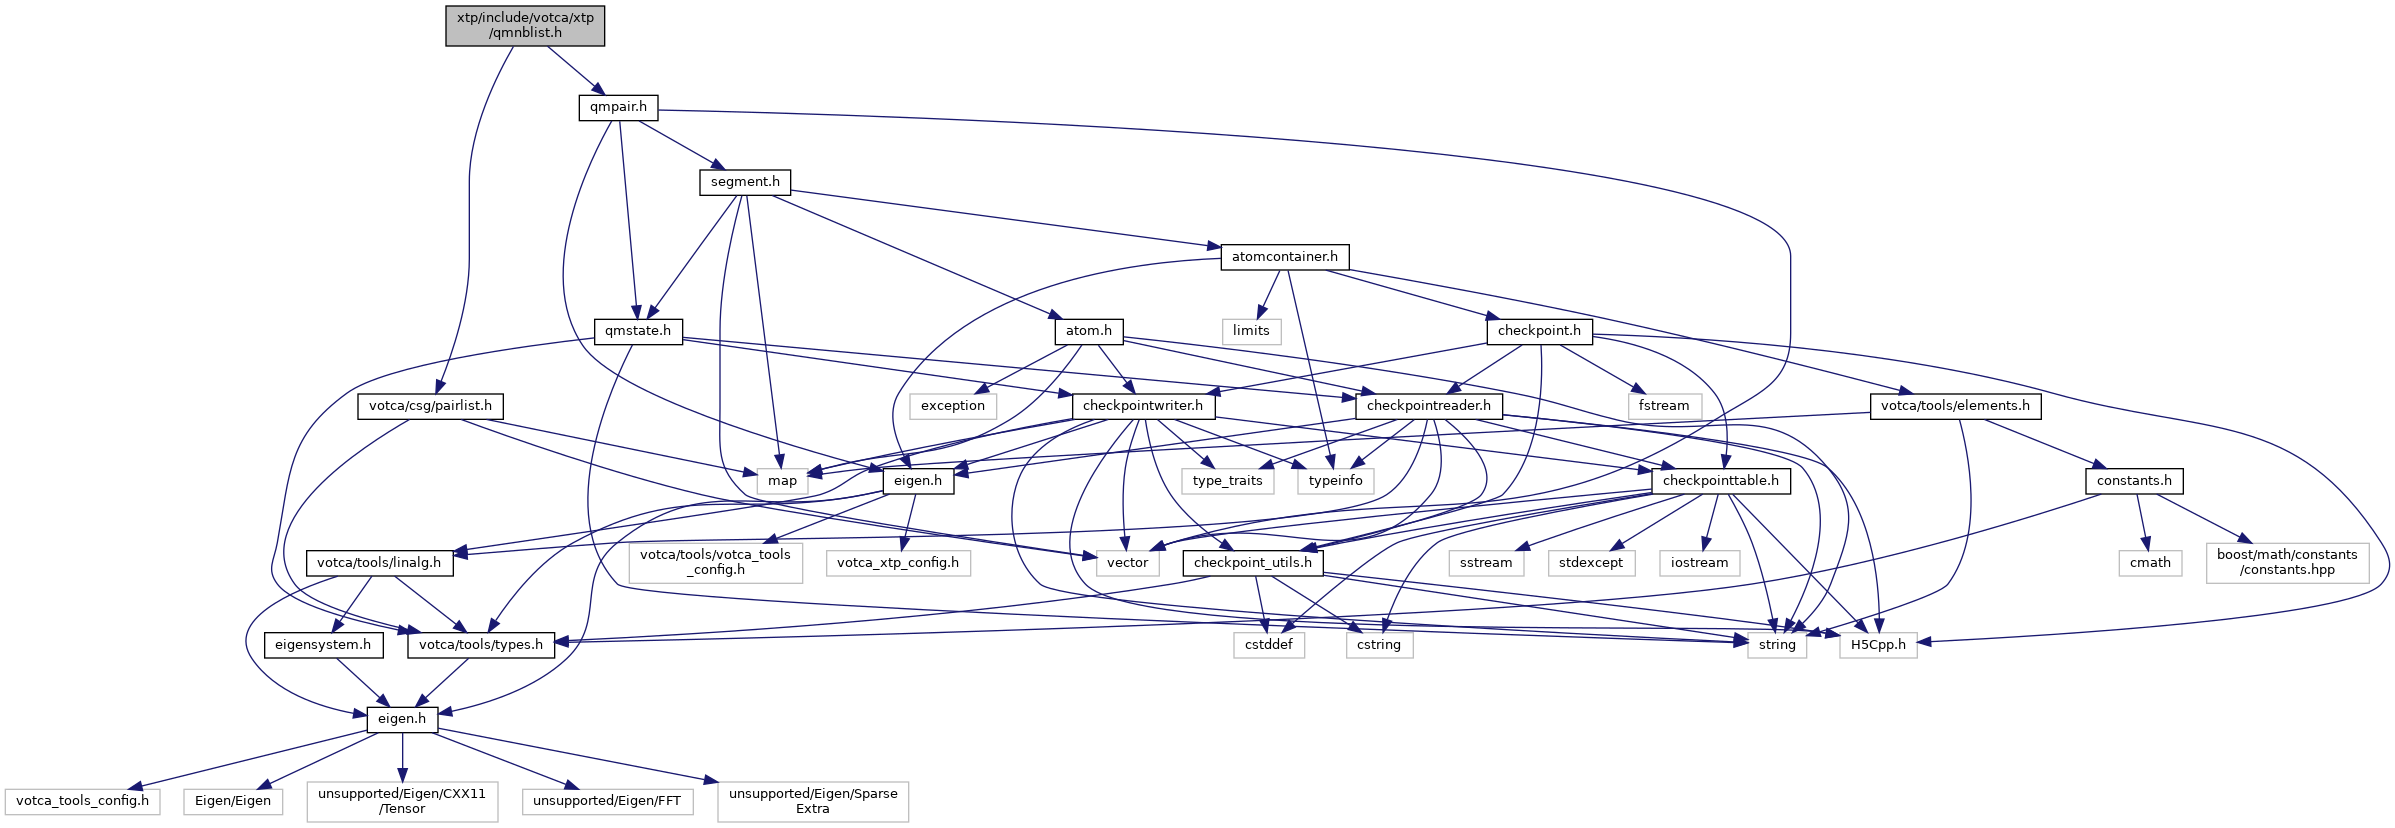 xtp/include/votca/xtp
/qmnblist.h
qmpair.h
segment.h
atomcontainer.h
qmstate.h
atom.h
limits
checkpoint.h
votca/csg/pairlist.h
exception
checkpointwriter.h
checkpointreader.h
fstream
votca/tools/elements.h
map
eigen.h
type_traits
typeinfo
checkpointtable.h
constants.h
votca/tools/linalg.h
votca/tools/votca_tools
_config.h
votca_xtp_config.h
vector
checkpoint_utils.h
sstream
stdexcept
iostream
cmath
boost/math/constants
/constants.hpp
eigensystem.h
votca/tools/types.h
cstddef
cstring
string
H5Cpp.h
eigen.h
votca_tools_config.h
Eigen/Eigen
unsupported/Eigen/CXX11
/Tensor
unsupported/Eigen/FFT
unsupported/Eigen/Sparse
Extra